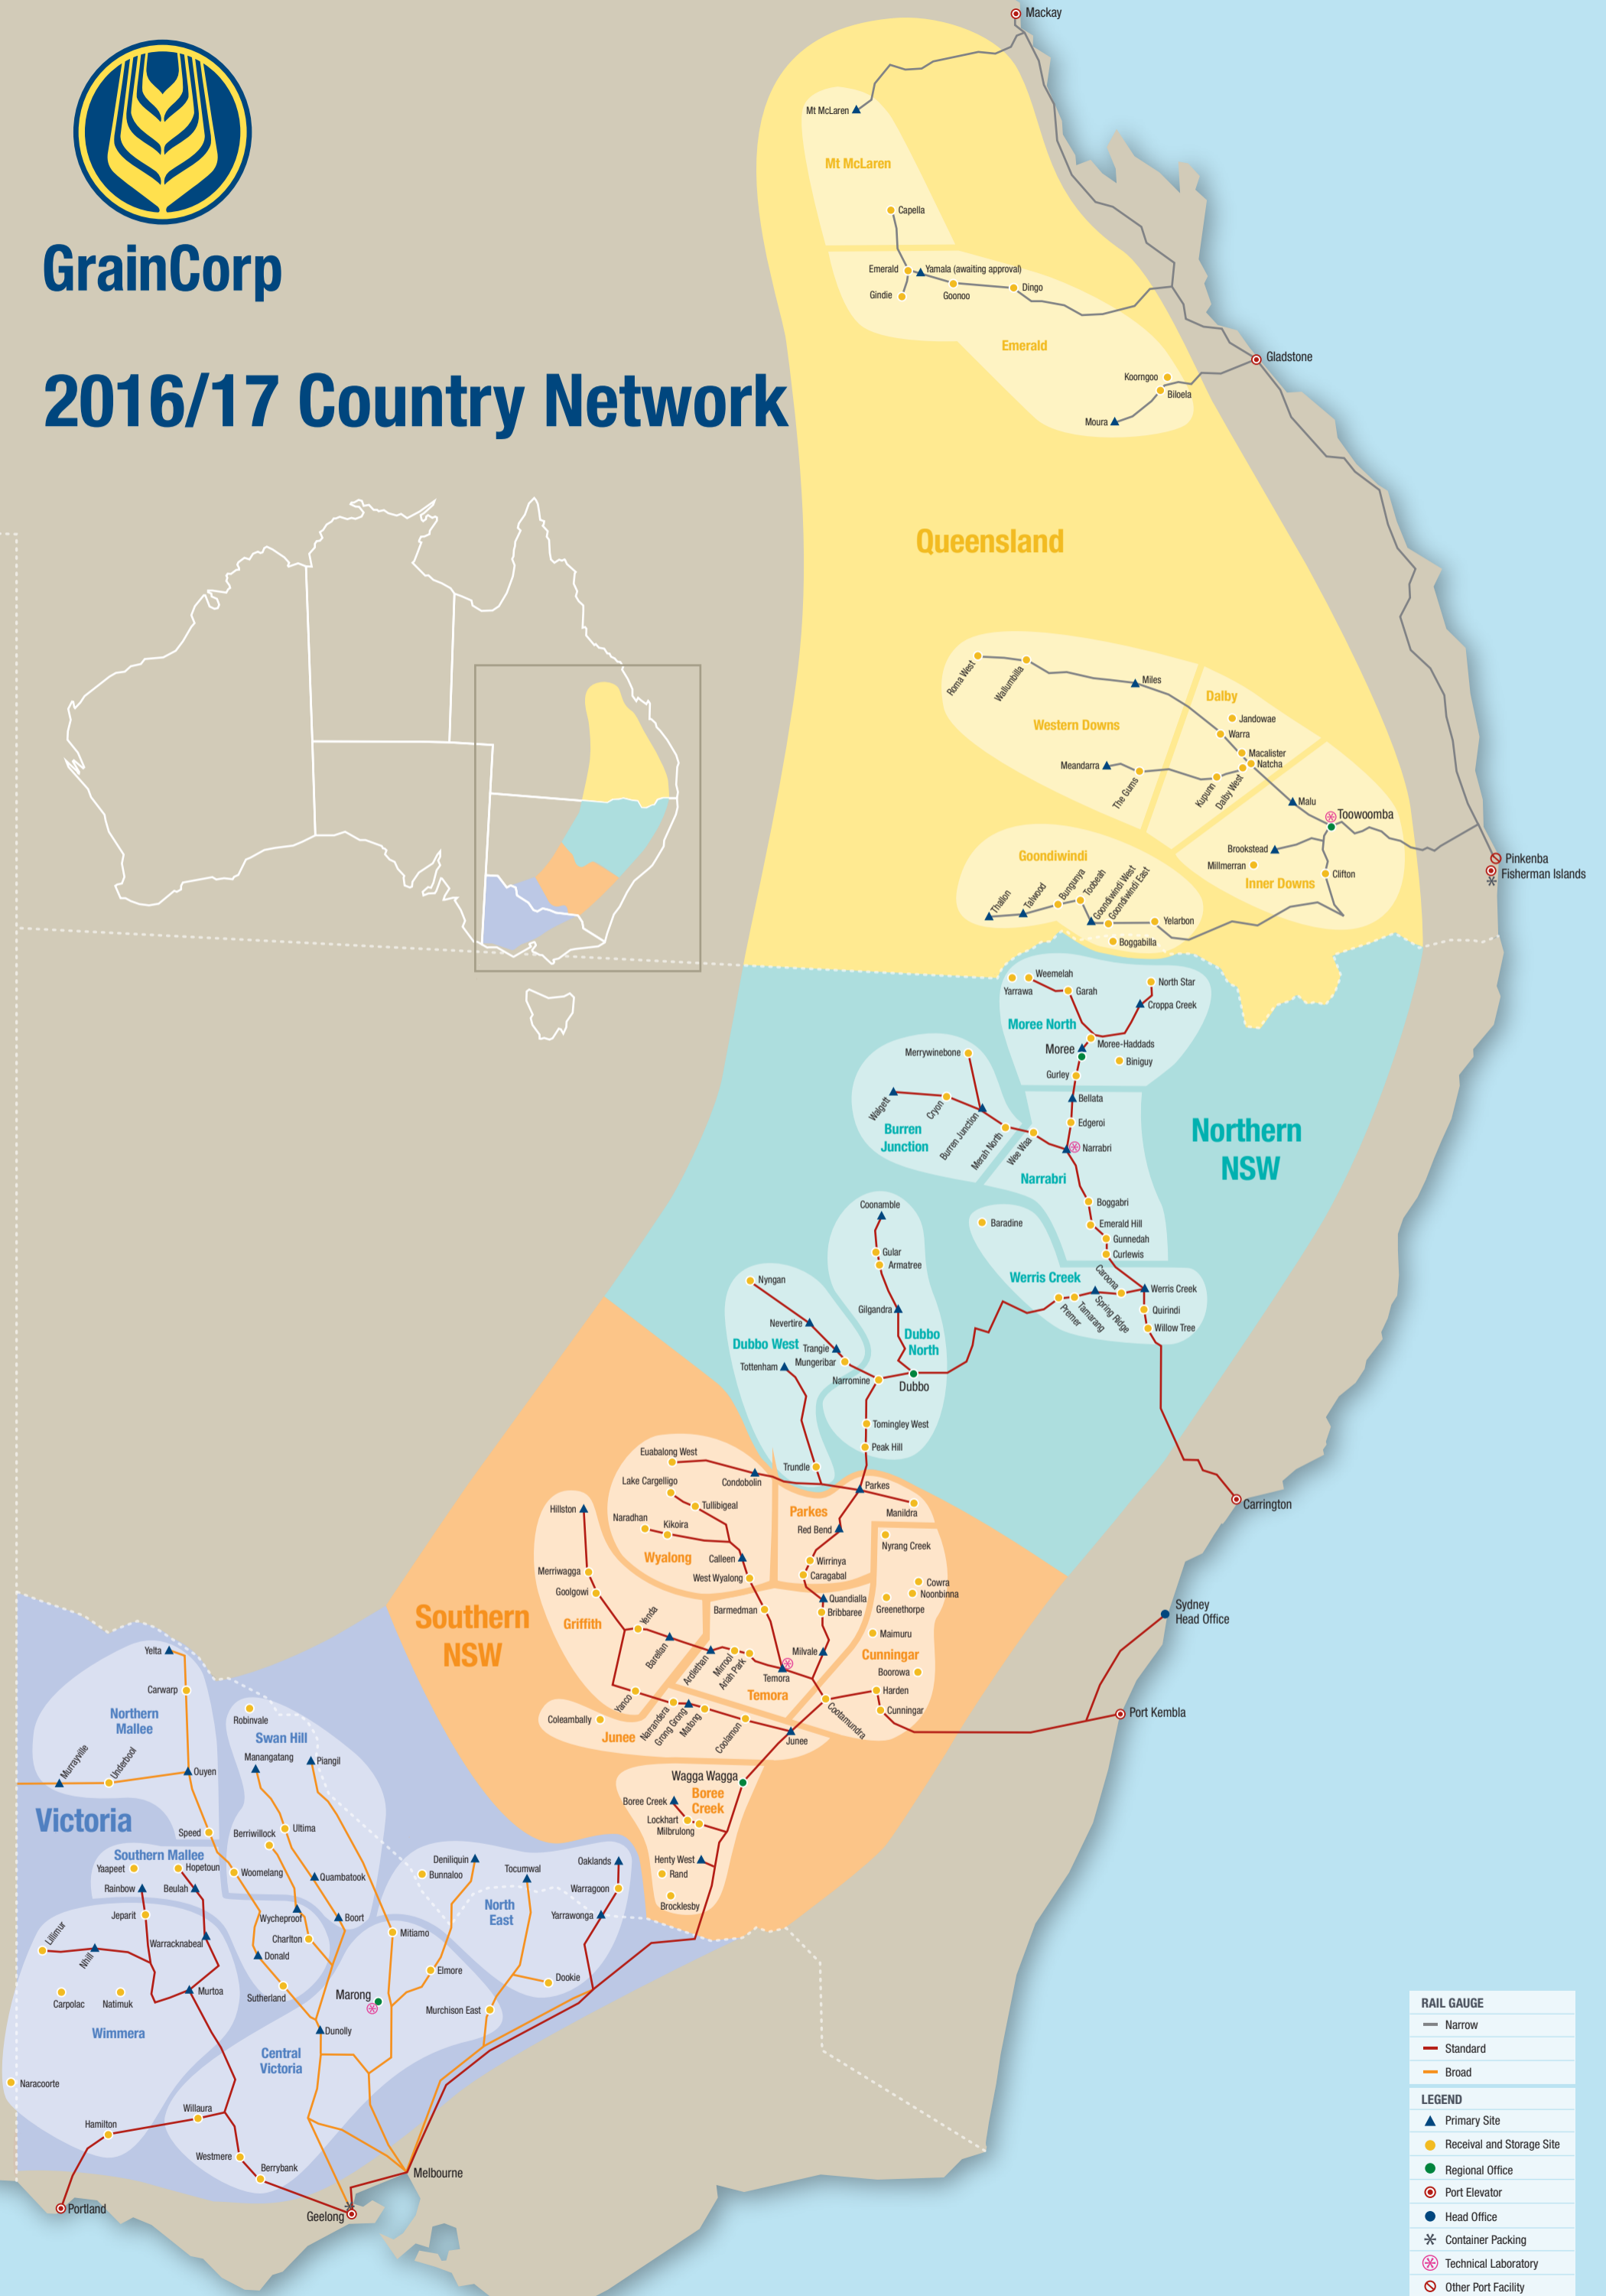 GrainCorp
2016/17 Country Network
Mackay
Mt McLaren
Mt McLaren
Capella
Emerald
Yamala (awaiting approval)
Gindie
Goonoo
Dingo
Emerald
Gladstone
Koorngoo
Biloela
Moura
Queensland
Roma West
Wallumbilla
Miles
Dalby
Western Downs
Jandowae
Warra
Macalister
Natcha
Meandarra
The Gums
Kupunn
Dalby West
Malu
Toowoomba
Brookstead
Millmerran
Clifton
Inner Downs
Pinkenba
Fisherman Islands
Goondiwindi
Thallon
Talwood
Bungunya
Toobeah
Goondiwindi West
Goondiwindi East
Yelarbon
Boggabilla
Weemelah
Yarrawa
Garah
North Star
Croppa Creek
Moree North
Moree-Haddads
Moree
Biniguy
Gurley
Merrywinebone
Walgett
Cryon
Burren Junction
Burren
Junction
Merah North
Wee Waa
Bellata
Edgeroi
Narrabri
Narrabri
Northern
NSW
Boggabri
Emerald Hill
Gunnedah
Curlewis
Baradine
Werris Creek
Caroona
Werris Creek
Premer
Tamarang
Spring Ridge
Quirindi
Willow Tree
Coonamble
Gular
Armatree
Gilgandra
Dubbo
North
Nyngan
Nevertire
Dubbo West
Trangie
Mungeribar
Tottenham
Narromine
Dubbo
Tomingley West
Peak Hill
Trundle
Carrington
Euabalong West
Condobolin
Lake Cargelligo
Tullibigeal
Naradhan
Kikoira
Wyalong
Calleen
West Wyalong
Parkes
Parkes
Manildra
Red Bend
Nyrang Creek
Wirrinya
Caragabal
Hillston
Merriwagga
Goolgowi
Griffith
Yenda
Barellan
Barmedman
Quandialla
Bribbaree
Cowra
Noonbinna
Greenethorpe
Maimuru
Cunningar
Boorowa
Milvale
Ardlethan
Mirrool
Ariah Park
Temora
Temora
Southern
NSW
Harden
Cunningar
Cootamundra
Yanco
Narrandera
Grong Grong
Matong
Coolamon
Junee
Junee
Coleambally
Sydney
Head Office
Port Kembla
Wagga Wagga
Boree
Creek
Boree Creek
Lockhart
Milbrulong
Henty West
Rand
Brocklesby
Yelta
Carwarp
Northern
Mallee
Murrayville
Underbool
Ouyen
Robinvale
Swan Hill
Manangatang
Piangil
Victoria
Speed
Berriwillock
Ultima
Southern Mallee
Yaapeet
Hopetoun
Woomelang
Quambatook
Rainbow
Beulah
Jeparit
Wycheproof
Boort
Charlton
Warracknabeal
Donald
Lillimur
Nhill
Murtoa
Sutherland
Carpolac
Natimuk
Wimmera
Deniliquin
Bunnaloo
Tocumwal
Oaklands
Warragoon
North
East
Yarrawonga
Mitiamo
Elmore
Dookie
Marong
Murchison East
Dunolly
Central
Victoria
Naracoorte
Willaura
Hamilton
Westmere
Berrybank
Portland
Melbourne
Geelong
RAIL GAUGE
Narrow
Standard
Broad
LEGEND
Primary Site
Receival and Storage Site
Regional Office
Port Elevator
Head Office
Container Packing
Technical Laboratory
Other Port Facility